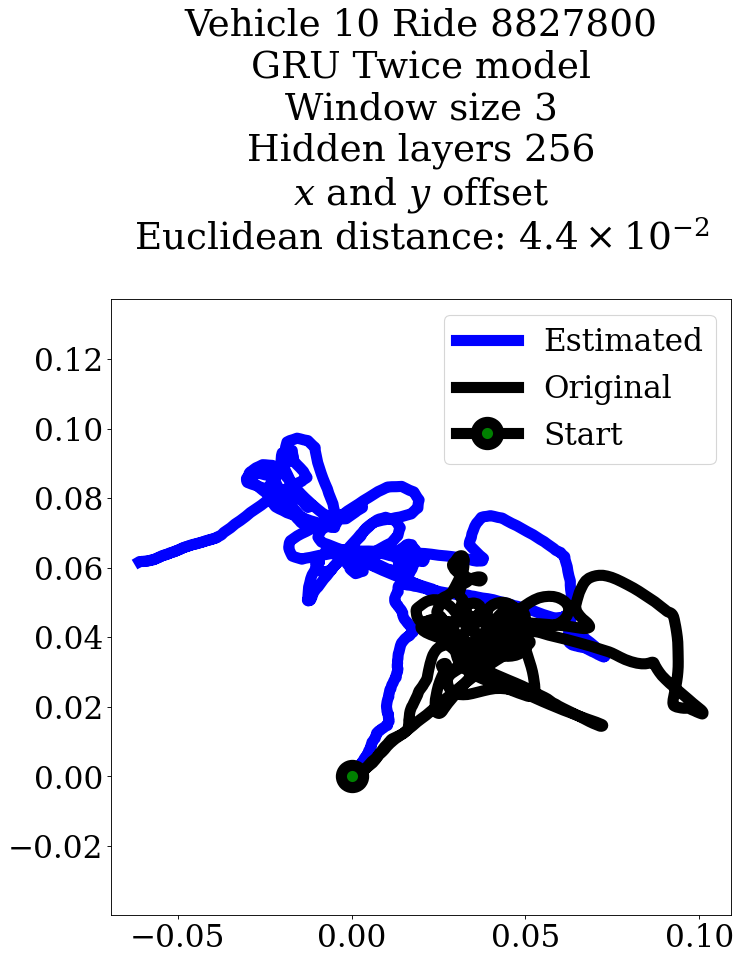 Vehicle 10 Ride 8827800
GRU Twice model
Window size 3
Hidden layers 256
x and y offset
Euclidean distance: 4.4 × 10⁻²
Estimated
Original
Start
0.12
0.10
0.08
0.06
0.04
0.02
0.00
−0.02
−0.05 0.00 0.05 0.10